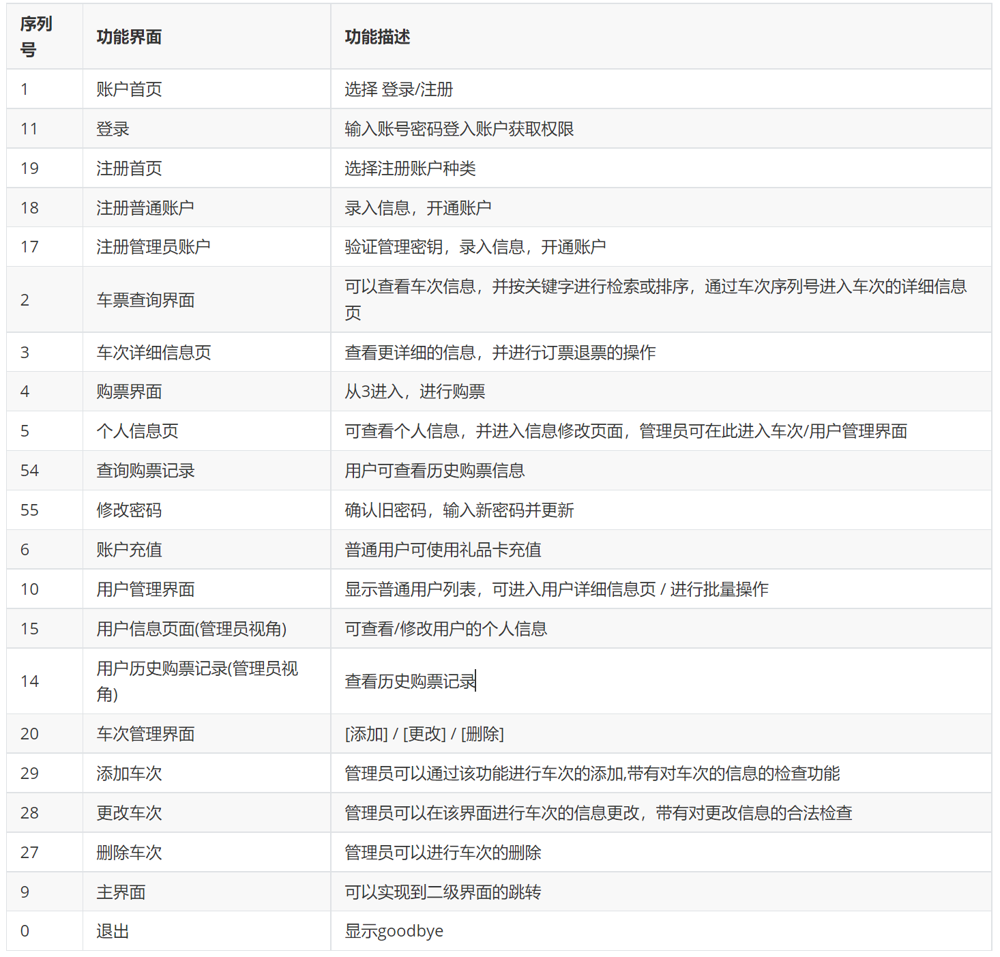 序列
号
功能界面
功能描述
1
账户首页
选择 登录/注册
11
登录
输入账号密码登入账户获取权限
19
注册首页
选择注册账户种类
18
注册普通账户
录入信息，开通账户
17
注册管理员账户
验证管理密钥，录入信息，开通账户
2
车票查询界面
可以查看车次信息，并按关键字进行检索或排序，通过车次序列号进入车次的详细信息
页
3
车次详细信息页
查看更详细的信息，并进行订票退票的操作
4
购票界面
从3进入，进行购票
5
个人信息页
可查看个人信息，并进入信息修改页面，管理员可在此进入车次/用户管理界面
54
查询购票记录
用户可查看历史购票信息
55
修改密码
确认旧密码，输入新密码并更新
6
账户充值
普通用户可使用礼品卡充值
10
用户管理界面
显示普通用户列表，可进入用户详细信息页 / 进行批量操作
15
用户信息页面(管理员视角)
可查看/修改用户的个人信息
14
用户历史购票记录(管理员视
角)
查看历史购票记录
20
车次管理界面
[添加] / [更改] / [删除]
29
添加车次
管理员可以通过该功能进行车次的添加,带有对车次的信息的检查功能
28
更改车次
管理员可以在该界面进行车次的信息更改，带有对更改信息的合法检查
27
删除车次
管理员可以进行车次的删除
9
主界面
可以实现到二级界面的跳转
0
退出
显示goodbye